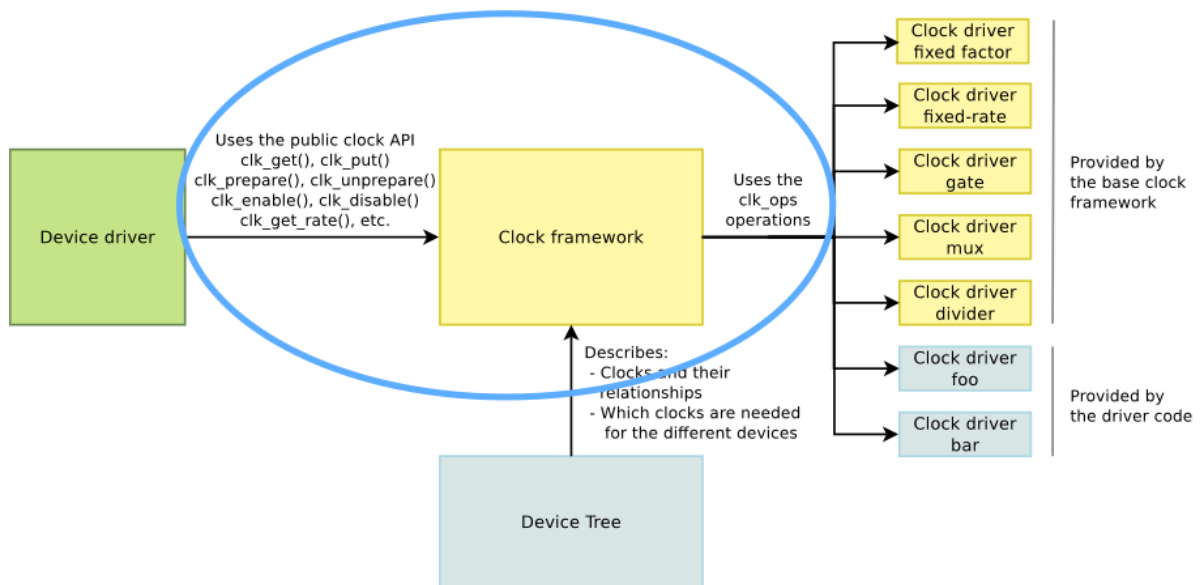 Device driver
Uses the public clock API
clk_get(), clk_put()
clk_prepare(), clk_unprepare()
clk_enable(), clk_disable()
clk_get_rate(), etc.
Clock framework
Uses the
clk_ops
operations
Clock driver
fixed factor
Clock driver
fixed-rate
Clock driver
gate
Clock driver
mux
Clock driver
divider
Provided by
the base clock
framework
Clock driver
foo
Clock driver
bar
Provided by
the driver code
Describes:
- Clocks and their
relationships
- Which clocks are needed
for the different devices
Device Tree